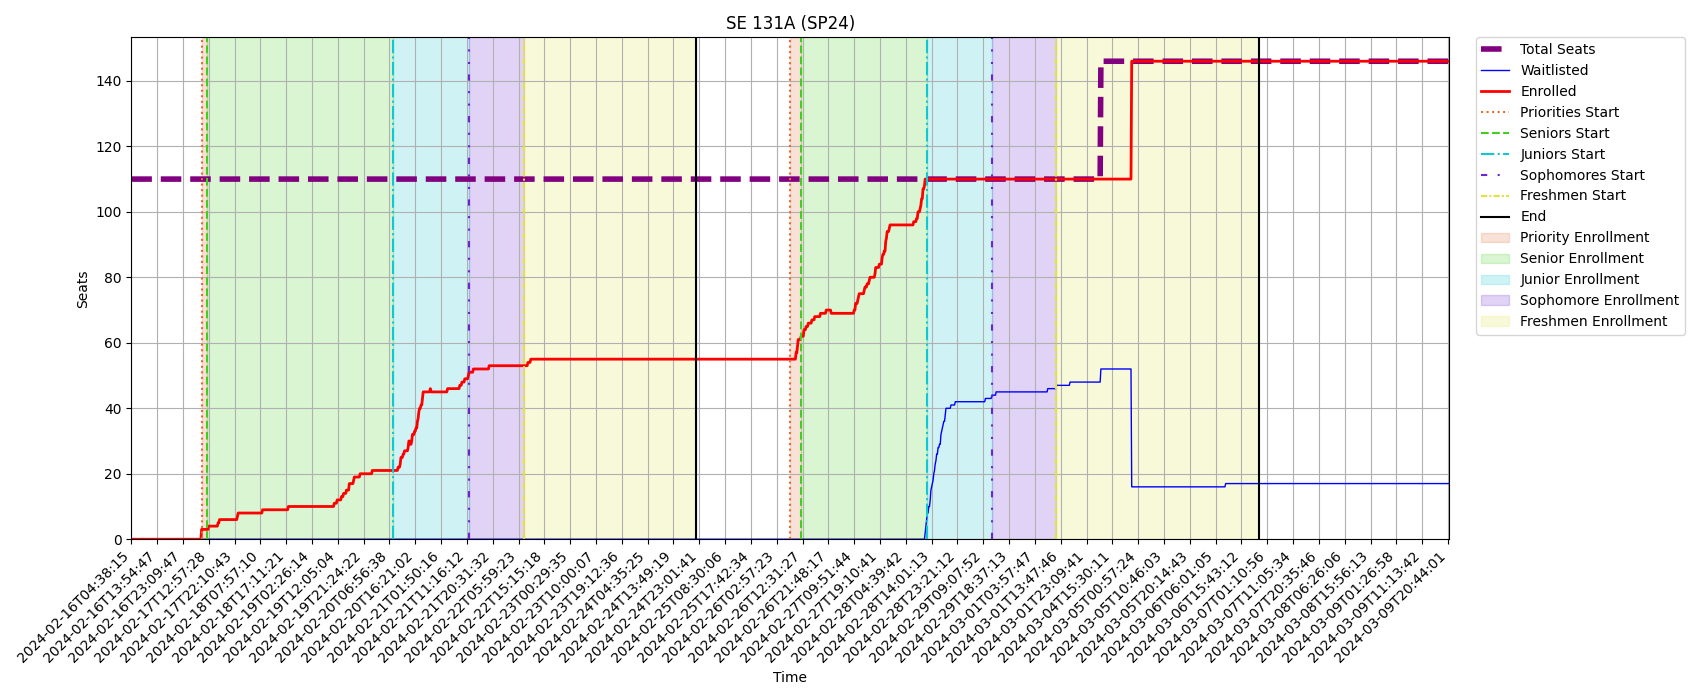 SE 131A (SP24)
Seats
140
120
100
80
60
40
20
0
2024-02-16T04:38:15
2024-02-16T13:54:47
2024-02-16T23:09:47
2024-02-17T12:57:28
2024-02-17T22:10:43
2024-02-18T07:57:10
2024-02-18T17:11:21
2024-02-19T02:26:14
2024-02-19T12:05:04
2024-02-19T21:24:22
2024-02-20T06:56:38
2024-02-20T16:21:02
2024-02-21T01:50:16
2024-02-21T11:16:12
2024-02-21T20:31:32
2024-02-22T05:59:23
2024-02-22T15:15:18
2024-02-23T00:29:35
2024-02-23T10:00:07
2024-02-23T19:12:36
2024-02-24T04:35:25
2024-02-24T13:49:19
2024-02-24T23:01:41
2024-02-25T08:30:06
2024-02-25T17:42:34
2024-02-26T02:57:23
2024-02-26T12:31:27
2024-02-26T21:48:17
2024-02-27T09:51:44
2024-02-27T19:10:41
2024-02-28T04:39:42
2024-02-28T14:01:13
2024-02-28T23:21:12
2024-02-29T09:07:52
2024-02-29T18:37:13
2024-03-01T03:57:47
2024-03-01T13:47:46
2024-03-01T23:09:41
2024-03-04T15:30:11
2024-03-05T00:57:24
2024-03-05T10:46:03
2024-03-05T20:14:43
2024-03-06T06:01:05
2024-03-06T15:43:12
2024-03-07T01:10:56
2024-03-07T11:05:34
2024-03-07T20:35:46
2024-03-08T06:26:06
2024-03-08T15:56:13
2024-03-09T01:26:58
2024-03-09T11:13:42
2024-03-09T20:44:01
Time
Total Seats
Waitlisted
Enrolled
Priorities Start
Seniors Start
Juniors Start
Sophomores Start
Freshmen Start
End
Priority Enrollment
Senior Enrollment
Junior Enrollment
Sophomore Enrollment
Freshmen Enrollment